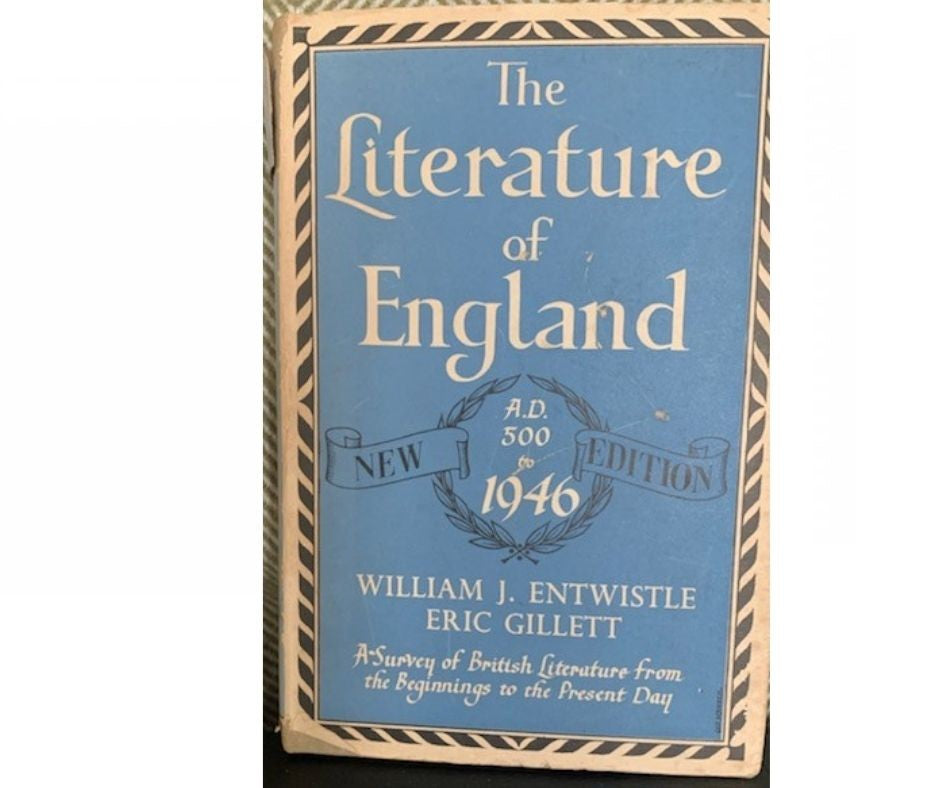 The
Literature
of
England
A.D.
500
to
1946
NEW EDITION
WILLIAM J. ENTWISTLE
ERIC GILLETT
A Survey of British Literature from
the Beginnings to the Present Day